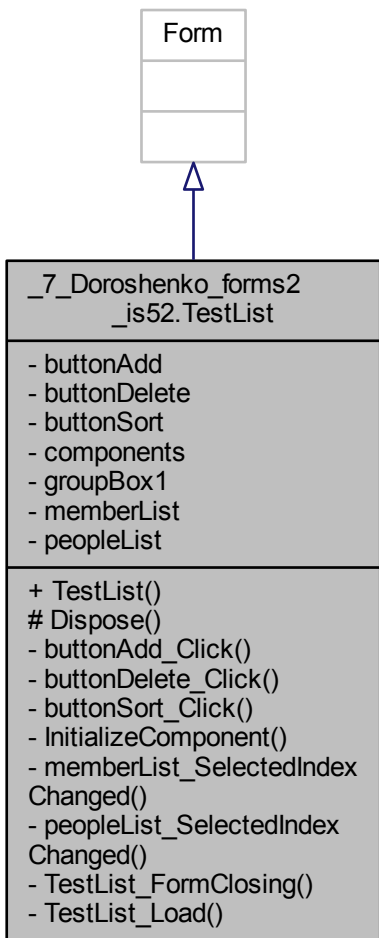 Form
_7_Doroshenko_forms2
_is52.TestList
- buttonAdd
- buttonDelete
- buttonSort
- components
- groupBox1
- memberList
- peopleList
+ TestList()
# Dispose()
- buttonAdd_Click()
- buttonDelete_Click()
- buttonSort_Click()
- InitializeComponent()
- memberList_SelectedIndex
Changed()
- peopleList_SelectedIndex
Changed()
- TestList_FormClosing()
- TestList_Load()